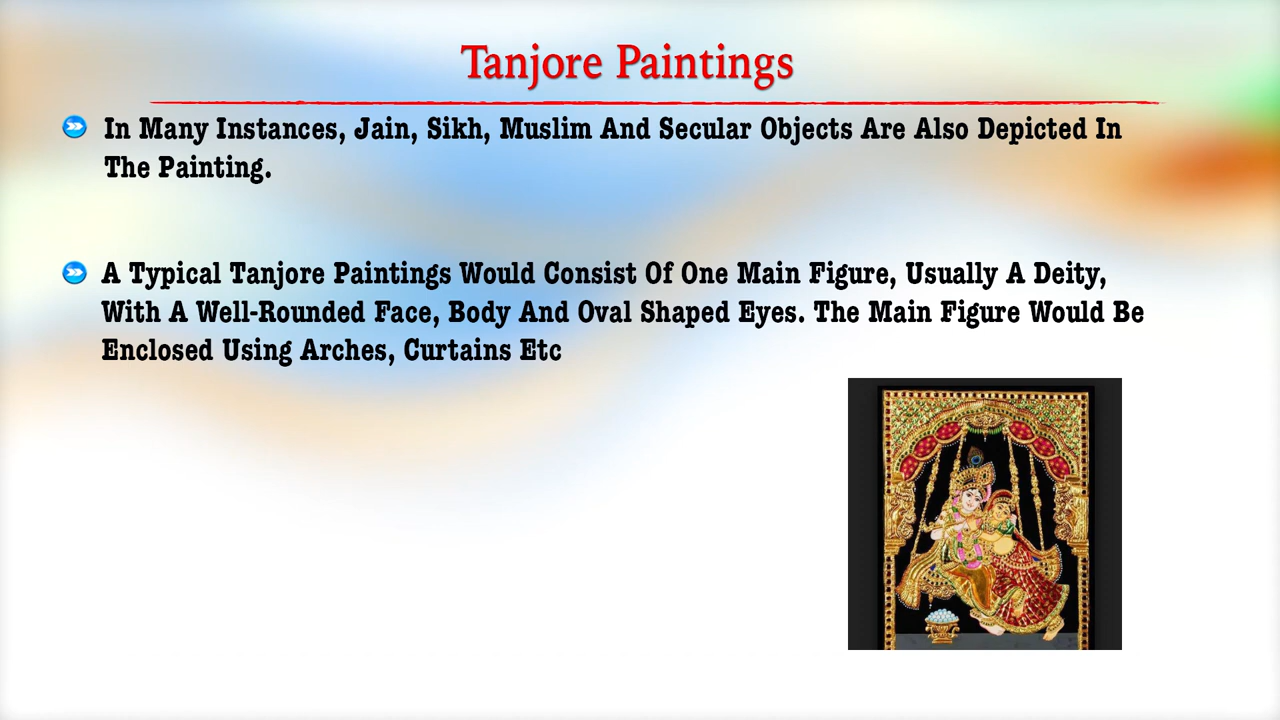 Tanjore Paintings
In Many Instances, Jain, Sikh, Muslim And Secular Objects Are Also Depicted In
The Painting.
A Typical Tanjore Paintings Would Consist Of One Main Figure, Usually A Deity,
With A Well-Rounded Face, Body And Oval Shaped Eyes. The Main Figure Would Be
Enclosed Using Arches, Curtains Etc